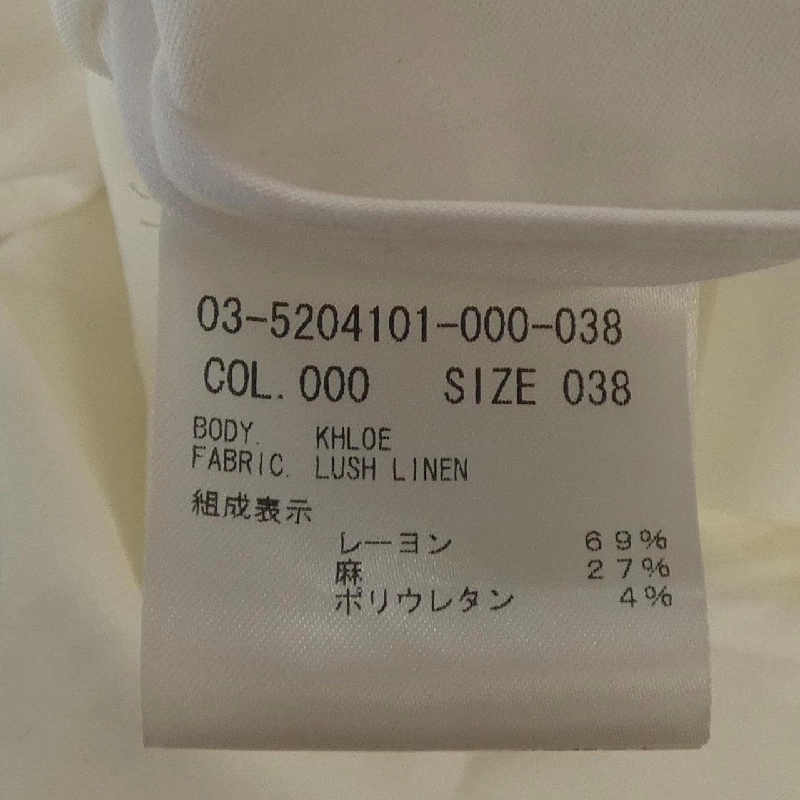 03-5204101-000-038
COL. 000 SIZE 038
BODY. KHLOE
FABRIC. LUSH LINEN
組成表示
レーヨン 69%
麻 27%
ポリウレタン 4%